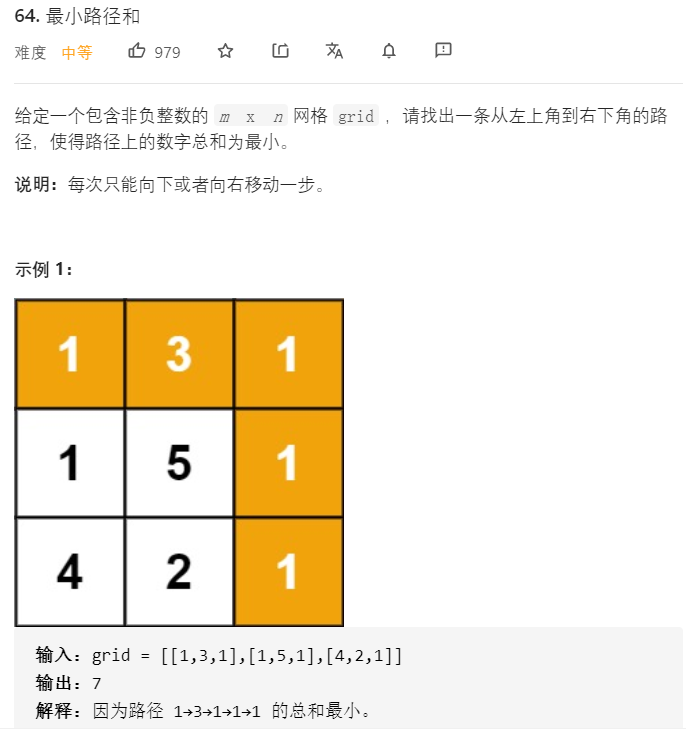 64. 最小路径和
难度 中等 979
给定一个包含非负整数的 m x n 网格 grid ，请找出一条从左上角到右下角的路
径，使得路径上的数字总和为最小。
说明：每次只能向下或者向右移动一步。
示例 1：
1 3 1
1 5 1
4 2 1
输入：grid = [[1,3,1],[1,5,1],[4,2,1]]
输出：7
解释：因为路径 1→3→1→1→1 的总和最小。